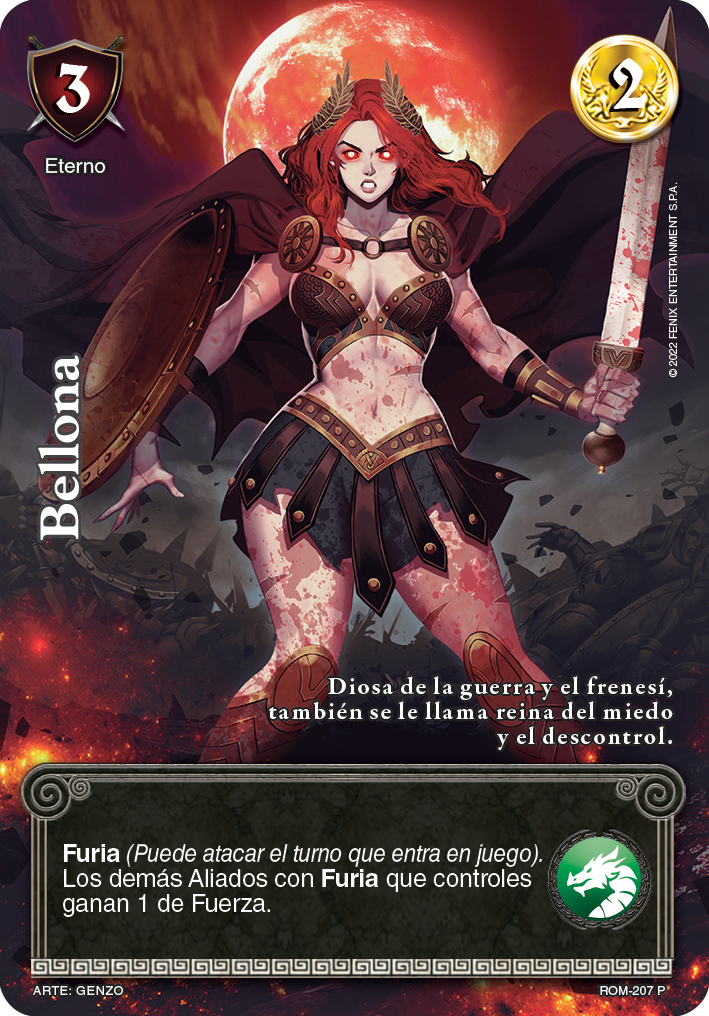 3
2
Eterno
© 2022 FENIX ENTERTAINMENT S.P.A.
Bellona
Diosa de la guerra y el frenesí,
también se le llama reina del miedo
y el descontrol.
Furia (Puede atacar el turno que entra en juego).
Los demás Aliados con Furia que controles
ganan 1 de Fuerza.
ARTE: GENZO
ROM-207 P